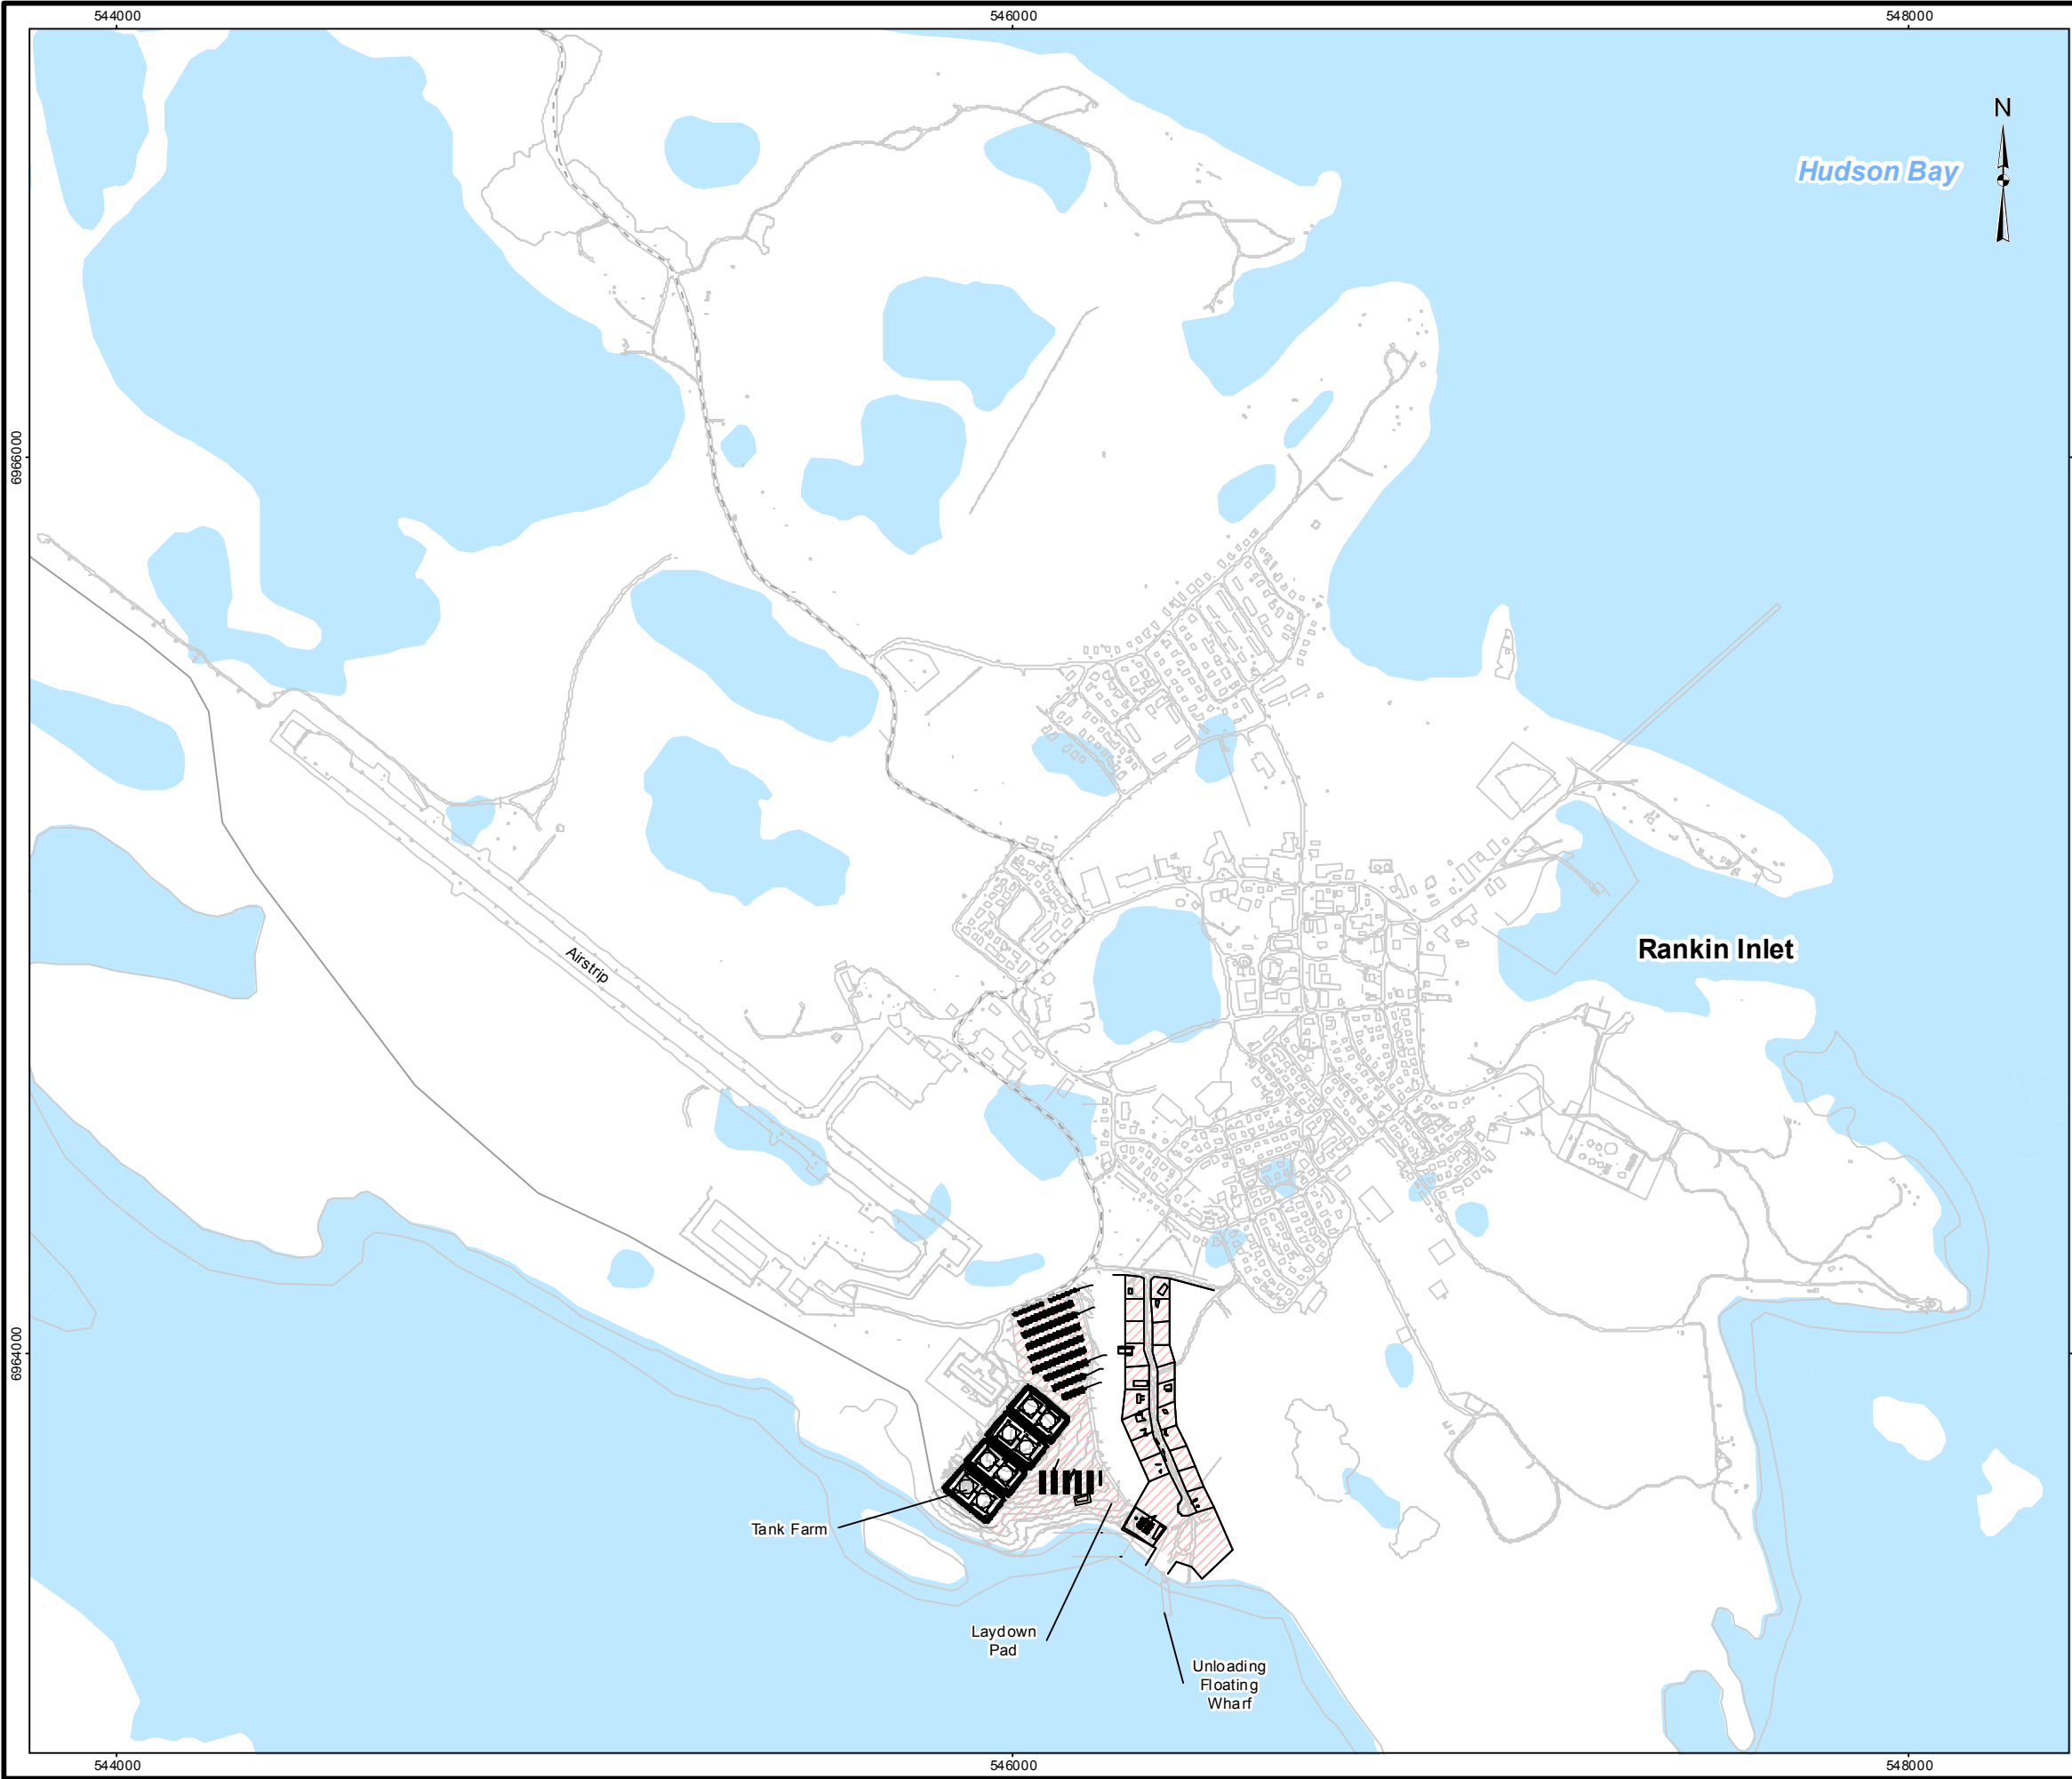 544000
546000
548000
N
Hudson Bay
6966000
Rankin Inlet
Airstrip
6964000
Tank Farm
Laydown
Pad
Unloading
Floating
Wharf
544000
546000
548000